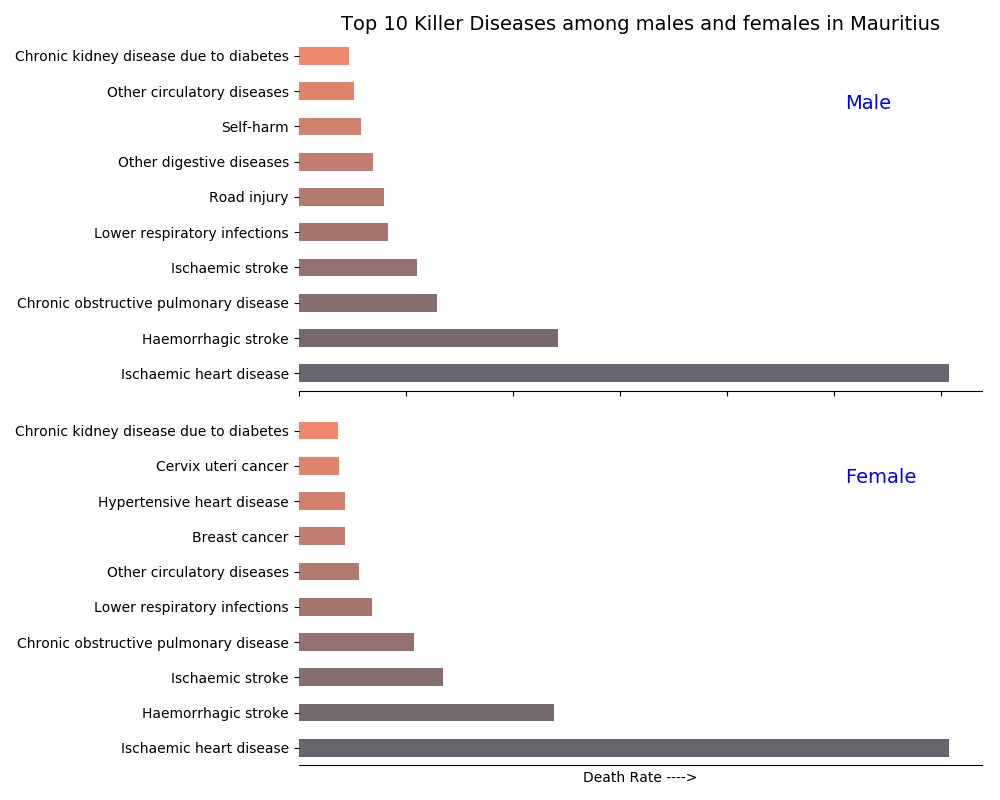 Top 10 Killer Diseases among males and females in Mauritius
Chronic kidney disease due to diabetes
Other circulatory diseases
Male
Self-harm
Other digestive diseases
Road injury
Lower respiratory infections
Ischaemic stroke
Chronic obstructive pulmonary disease
Haemorrhagic stroke
Ischaemic heart disease
Chronic kidney disease due to diabetes
Cervix uteri cancer
Female
Hypertensive heart disease
Breast cancer
Other circulatory diseases
Lower respiratory infections
Chronic obstructive pulmonary disease
Ischaemic stroke
Haemorrhagic stroke
Ischaemic heart disease
Death Rate ---->